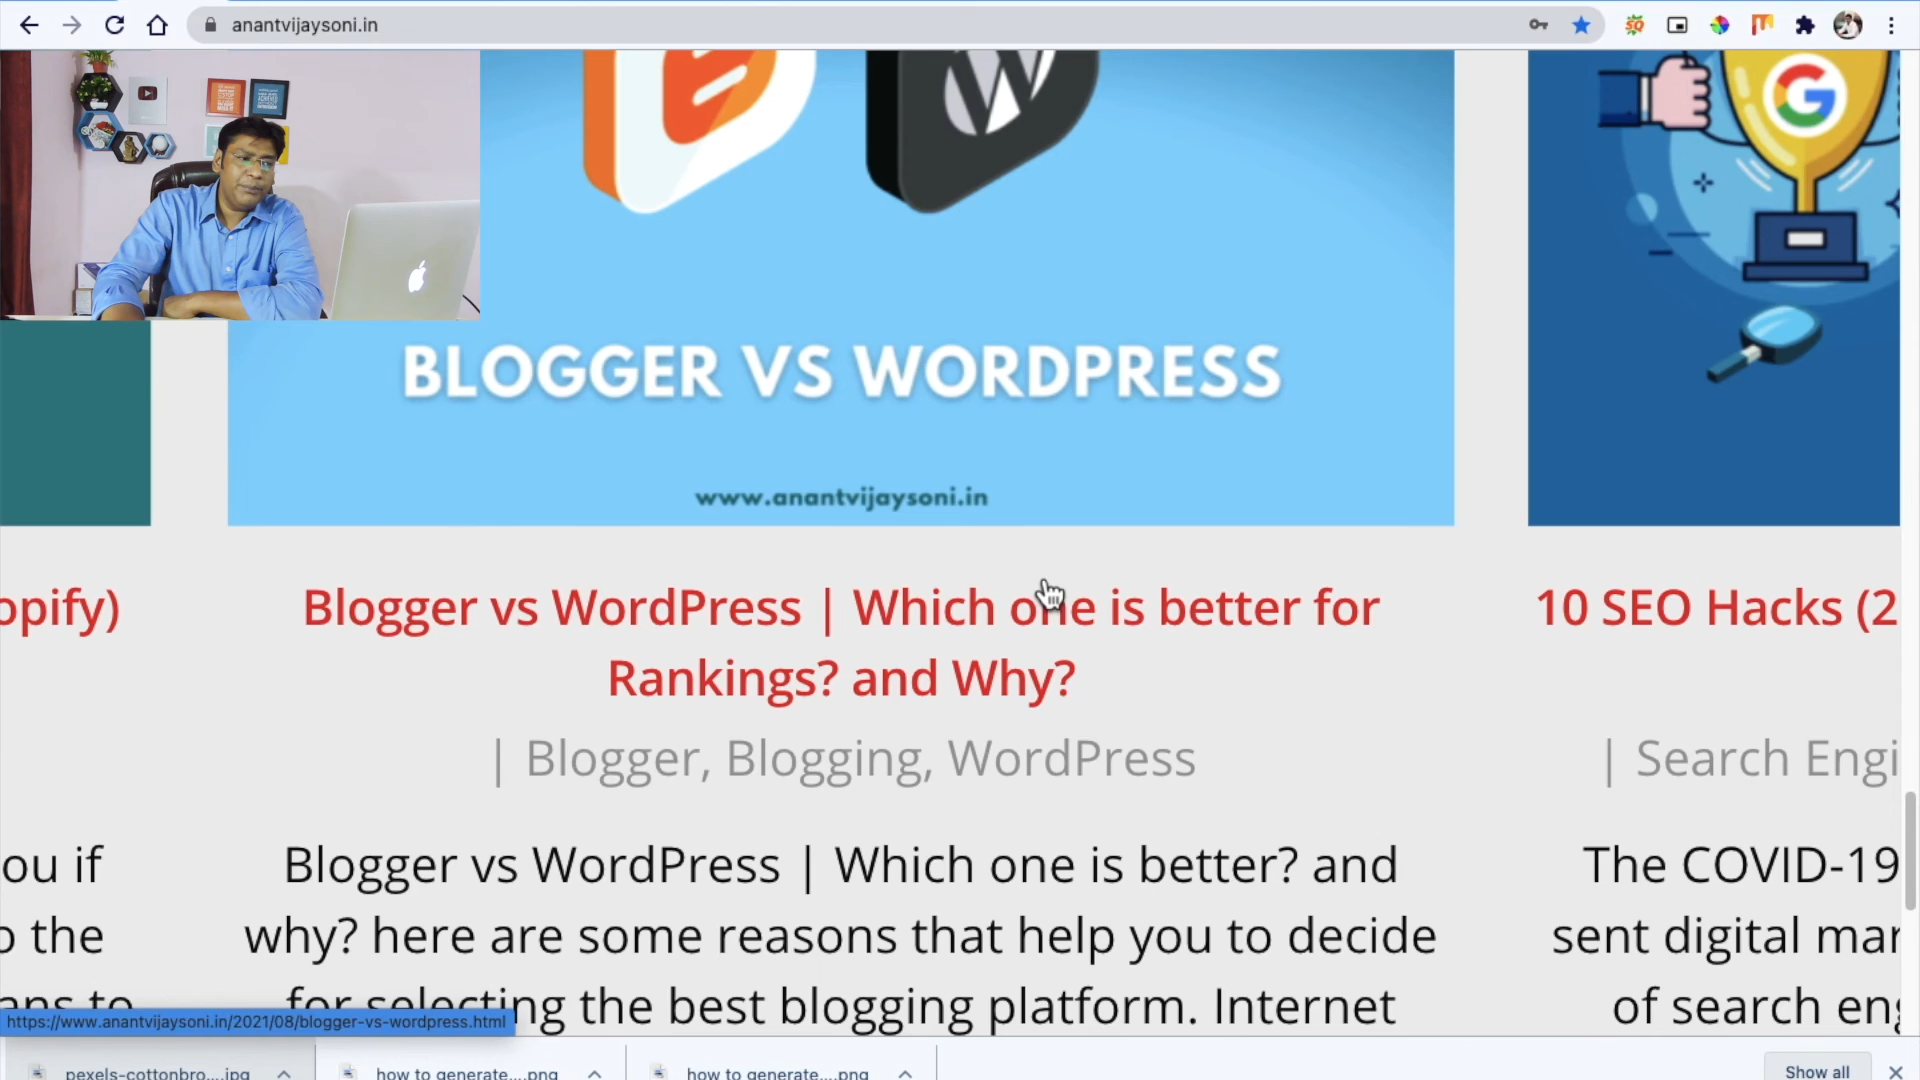 anantvijaysoni.in
BLOGGER VS WORDPRESS
www.anantvijaysoni.in
opify)
Blogger vs WordPress | Which one is better for
Rankings? and Why?
| Blogger, Blogging, WordPress
ou if
o the
ans to
Blogger vs WordPress | Which one is better? and
why? here are some reasons that help you to decide
for selecting the best blogging platform. Internet
10 SEO Hacks (2
| Search Engi
The COVID-19
sent digital mar
of search eng
https://www.anantvijaysoni.in/2021/08/blogger-vs-wordpress.html
pexels-cottonbro....jpg
how to generate....png
how to generate....png
Show all